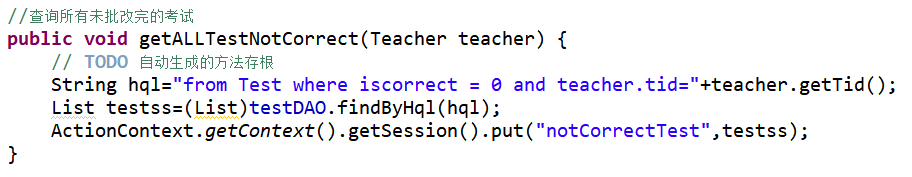 //查询所有未批改完的考试
public void getALLTestNotCorrect(Teacher teacher) {
// TODO 自动生成的方法存根
String hql="from Test where iscorrect = 0 and teacher.tid="+teacher.getTid();
List testss=(List)testDAO.findByHql(hql);
ActionContext.getContext().getSession().put("notCorrectTest",testss);
}